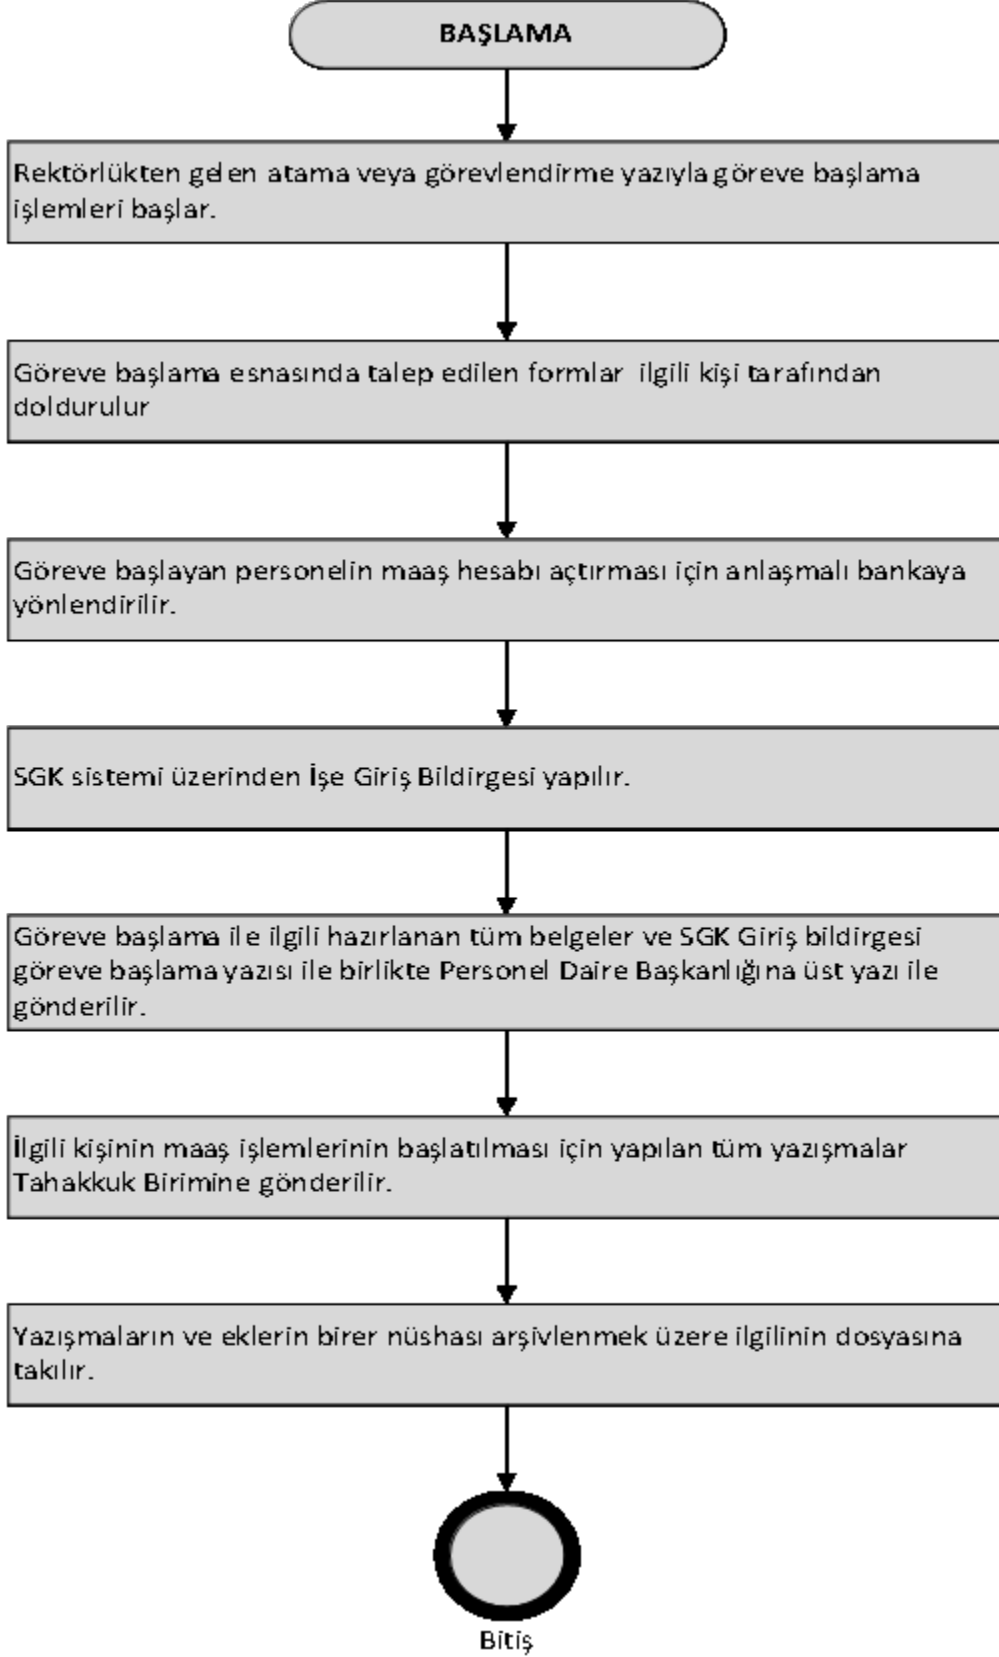 BAŞLAMA
Rektörlükten gelen atama veya görevlendirme yazıyla göreve başlama
işlemleri başlar.
Göreve başlama esnasında talep edilen formlar ilgili kişi tarafından
doldurulur
Göreve başlayan personelin maaş hesabı açtırması için anlaşmalı bankaya
yönlendirilir.
SGK sistemi üzerinden İşe Giriş Bildirgesi yapılır.
Göreve başlama ile ilgili hazırlanan tüm belgeler ve SGK Giriş bildirgesi
göreve başlama yazısı ile birlikte Personel Daire Başkanlığına üst yazı ile
gönderilir.
İlgili kişinin maaş işlemlerinin başlatılması için yapılan tüm yazışmalar
Tahakkuk Birimine gönderilir.
Yazışmaların ve eklerin birer nüshası arşivlenmek üzere ilgilinin dosyasına
takılır.
Bitiş